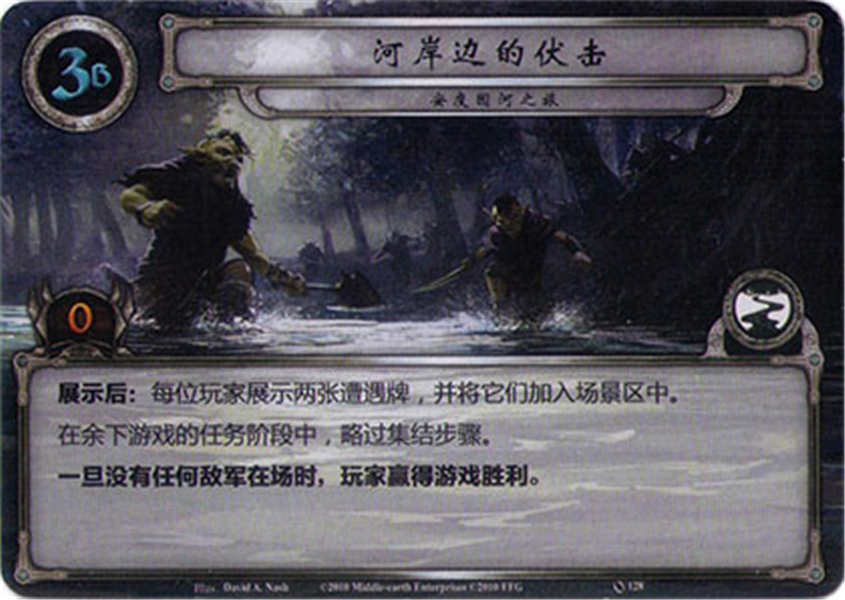 3B
河岸边的伏击
安度因河之旅
0
展示后：每位玩家展示两张遭遇牌，并将它们加入场景区中。
在余下游戏的任务阶段中，略过集结步骤。
一旦没有任何敌军在场时，玩家赢得游戏胜利。
Illus. David A. Nash ©2010 Middle-earth Enterprises ©2010 FFG 128